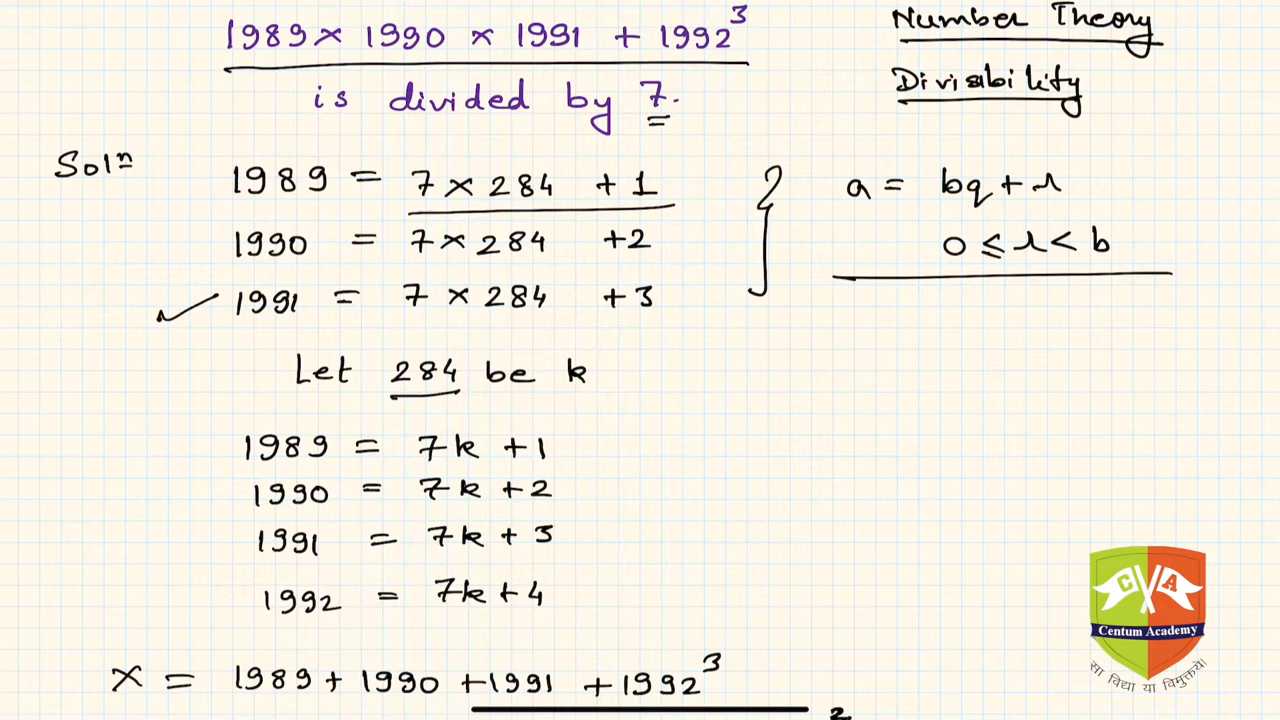 1989 × 1990 × 1991 + 1992³
is divided by 7.
Number Theory
Divisibility
Solⁿ
1989 = 7 × 284 + 1
1990 = 7 × 284 + 2
1991 = 7 × 284 + 3
a = bq + r
0 ≤ r < b
Let 284 be k
1989 = 7k + 1
1990 = 7k + 2
1991 = 7k + 3
1992 = 7k + 4
x = 1989 + 1990 + 1991 + 1992³
C A
Centum Academy
सा विद्या या विमुक्तये।